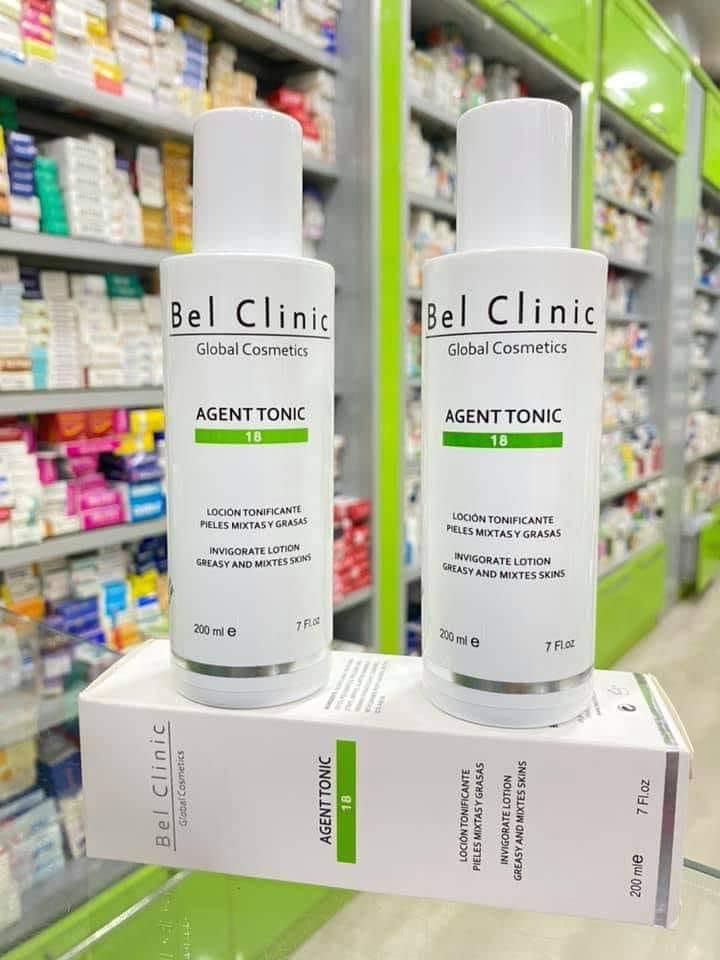 Bel Clinic
Global Cosmetics
AGENT TONIC
18
LOCIÓN TONIFICANTE
PIELES MIXTAS Y GRASAS
INVIGORATE LOTION
GREASY AND MIXTES SKINS
200 ml e
7 Fl.oz
Bel Clinic
Global Cosmetics
AGENT TONIC
18
LOCIÓN TONIFICANTE
PIELES MIXTAS Y GRASAS
INVIGORATE LOTION
GREASY AND MIXTES SKINS
200 ml e
7 Fl.oz
Bel Clinic
Global Cosmetics
AGENT TONIC
18
LOCIÓN TONIFICANTE
PIELES MIXTAS Y GRASAS
INVIGORATE LOTION
GREASY AND MIXTES SKINS
200 ml e
7 Fl.oz